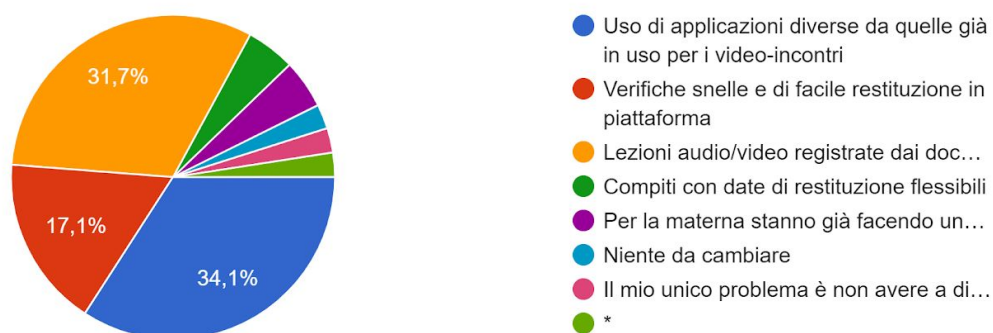 31,7%
17,1%
34,1%
Uso di applicazioni diverse da quelle già
in uso per i video-incontri
Verifiche snelle e di facile restituzione in
piattaforma
Lezioni audio/video registrate dai doc...
Compiti con date di restituzione flessibili
Per la materna stanno già facendo un...
Niente da cambiare
Il mio unico problema è non avere a di...
*